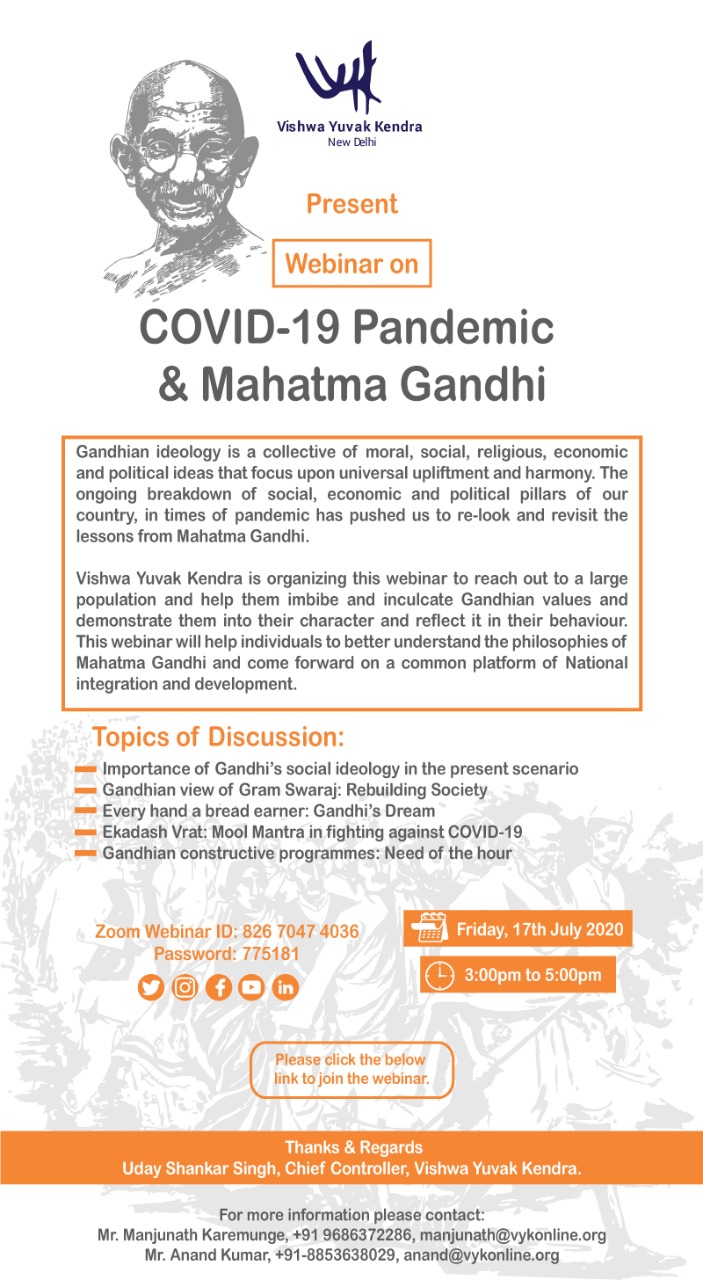 Vishwa Yuvak Kendra
New Delhi
Present
Webinar on
COVID-19 Pandemic
& Mahatma Gandhi
Gandhian ideology is a collective of moral, social, religious, economic
and political ideas that focus upon universal upliftment and harmony. The
ongoing breakdown of social, economic and political pillars of our
country, in times of pandemic has pushed us to re-look and revisit the
lessons from Mahatma Gandhi.
Vishwa Yuvak Kendra is organizing this webinar to reach out to a large
population and help them imbibe and inculcate Gandhian values and
demonstrate them into their character and reflect it in their behaviour.
This webinar will help individuals to better understand the philosophies of
Mahatma Gandhi and come forward on a common platform of National
integration and development.
Topics of Discussion:
Importance of Gandhi's social ideology in the present scenario
Gandhian view of Gram Swaraj: Rebuilding Society
Every hand a bread earner: Gandhi's Dream
Ekadash Vrat: Mool Mantra in fighting against COVID-19
Gandhian constructive programmes: Need of the hour
Zoom Webinar ID: 826 7047 4036
Password: 775181
Friday, 17th July 2020
3:00pm to 5:00pm
Please click the below
link to join the webinar.
Thanks & Regards
Uday Shankar Singh, Chief Controller, Vishwa Yuvak Kendra.
For more information please contact:
Mr. Manjunath Karemunge, +91 9686372286, manjunath@vykonline.org
Mr. Anand Kumar, +91-8853638029, anand@vykonline.org